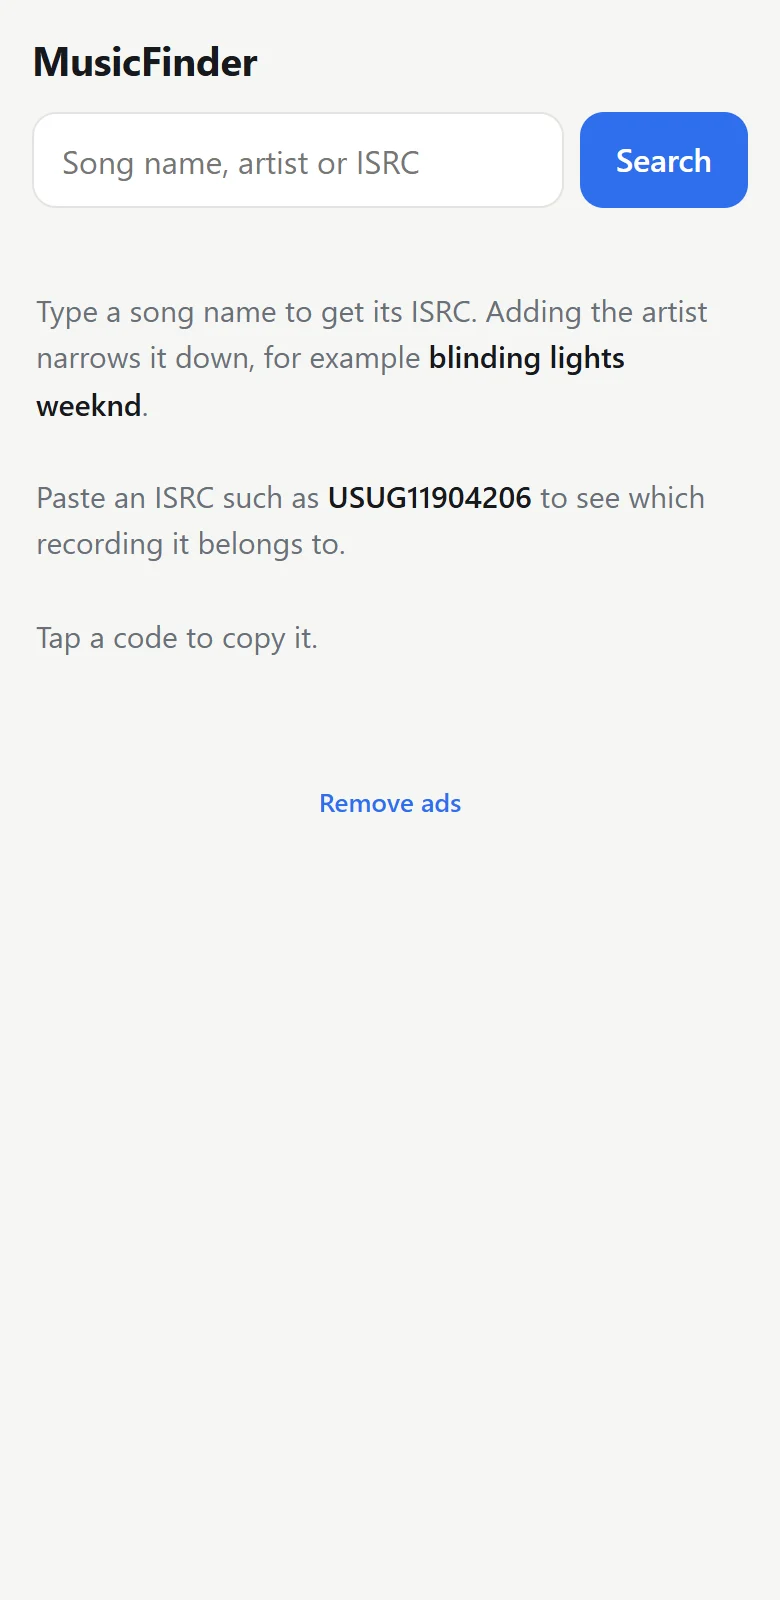 MusicFinder
Song name, artist or ISRC
Search
Type a song name to get its ISRC. Adding the artist
narrows it down, for example blinding lights
weeknd.
Paste an ISRC such as USUG11904206 to see which
recording it belongs to.
Tap a code to copy it.
Remove ads